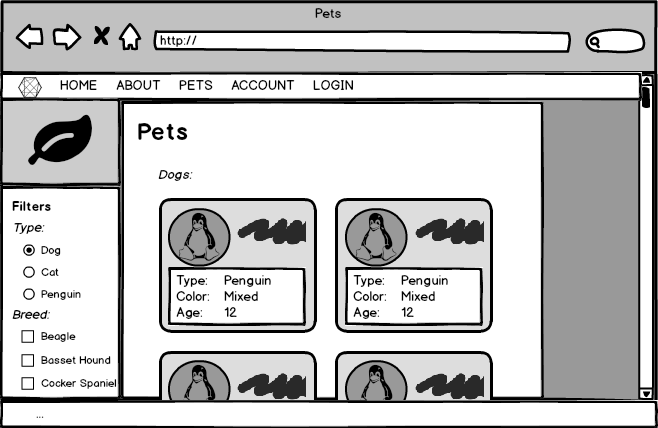 Pets
http://
HOME ABOUT PETS ACCOUNT LOGIN
Pets
Dogs:
Filters
Type:
Dog
Cat
Penguin
Breed:
Beagle
Basset Hound
Cocker Spaniel
Type: Penguin
Color: Mixed
Age: 12
Type: Penguin
Color: Mixed
Age: 12
...